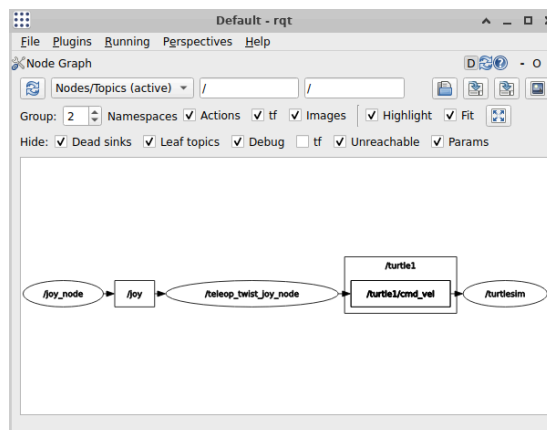 Default - rqt
File Plugins Running Perspectives Help
Node Graph D - O
Nodes/Topics (active) / /
Group: 2 Namespaces Actions tf Images Highlight Fit
Hide: Dead sinks Leaf topics Debug tf Unreachable Params
/turtle1
/joy_node /joy /teleop_twist_joy_node /turtle1/cmd_vel /turtlesim